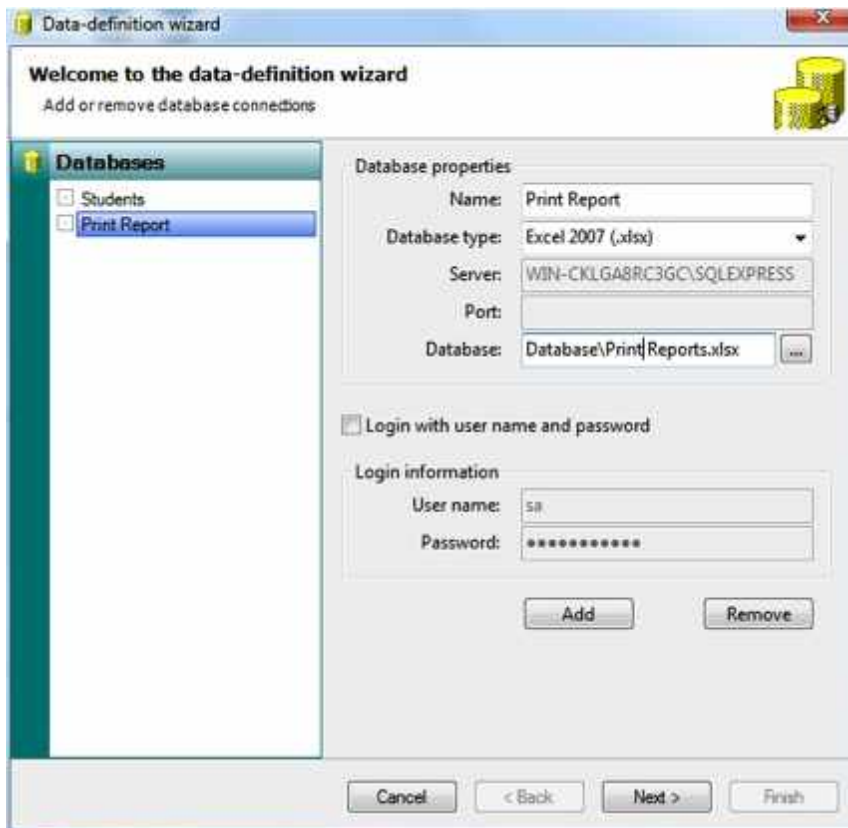 Data-definition wizard
Welcome to the data-definition wizard
Add or remove database connections
Databases
Students
Print Report
Database properties
Name: Print Report
Database type: Excel 2007 (.xlsx)
Server: WIN-CKLGA8RC3GC\SQLEXPRESS
Port:
Database: Database\Print Reports.xlsx ...
Login with user name and password
Login information
User name: sa
Password: ●●●●●●●●●●●
Add Remove
Cancel < Back Next > Finish